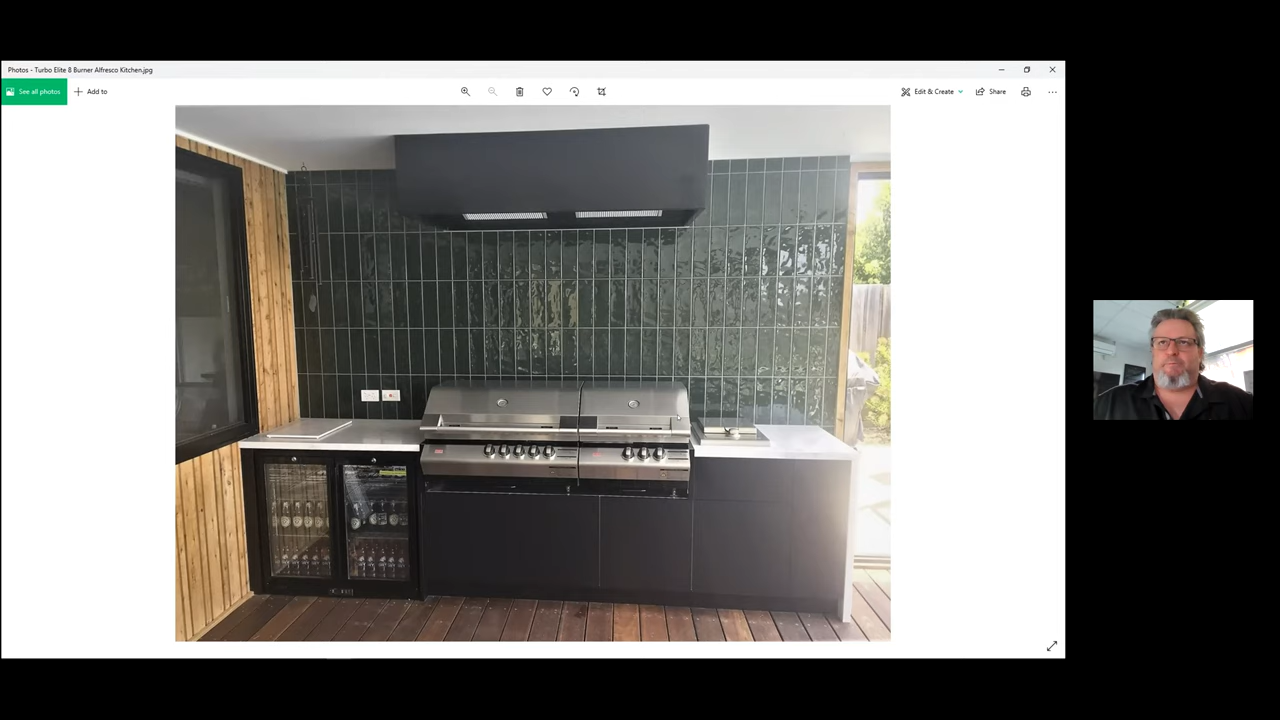 Photos - Turbo Elite 8 Burner Alfresco Kitchen.jpg
See all photos
Add to
Edit & Create
Share